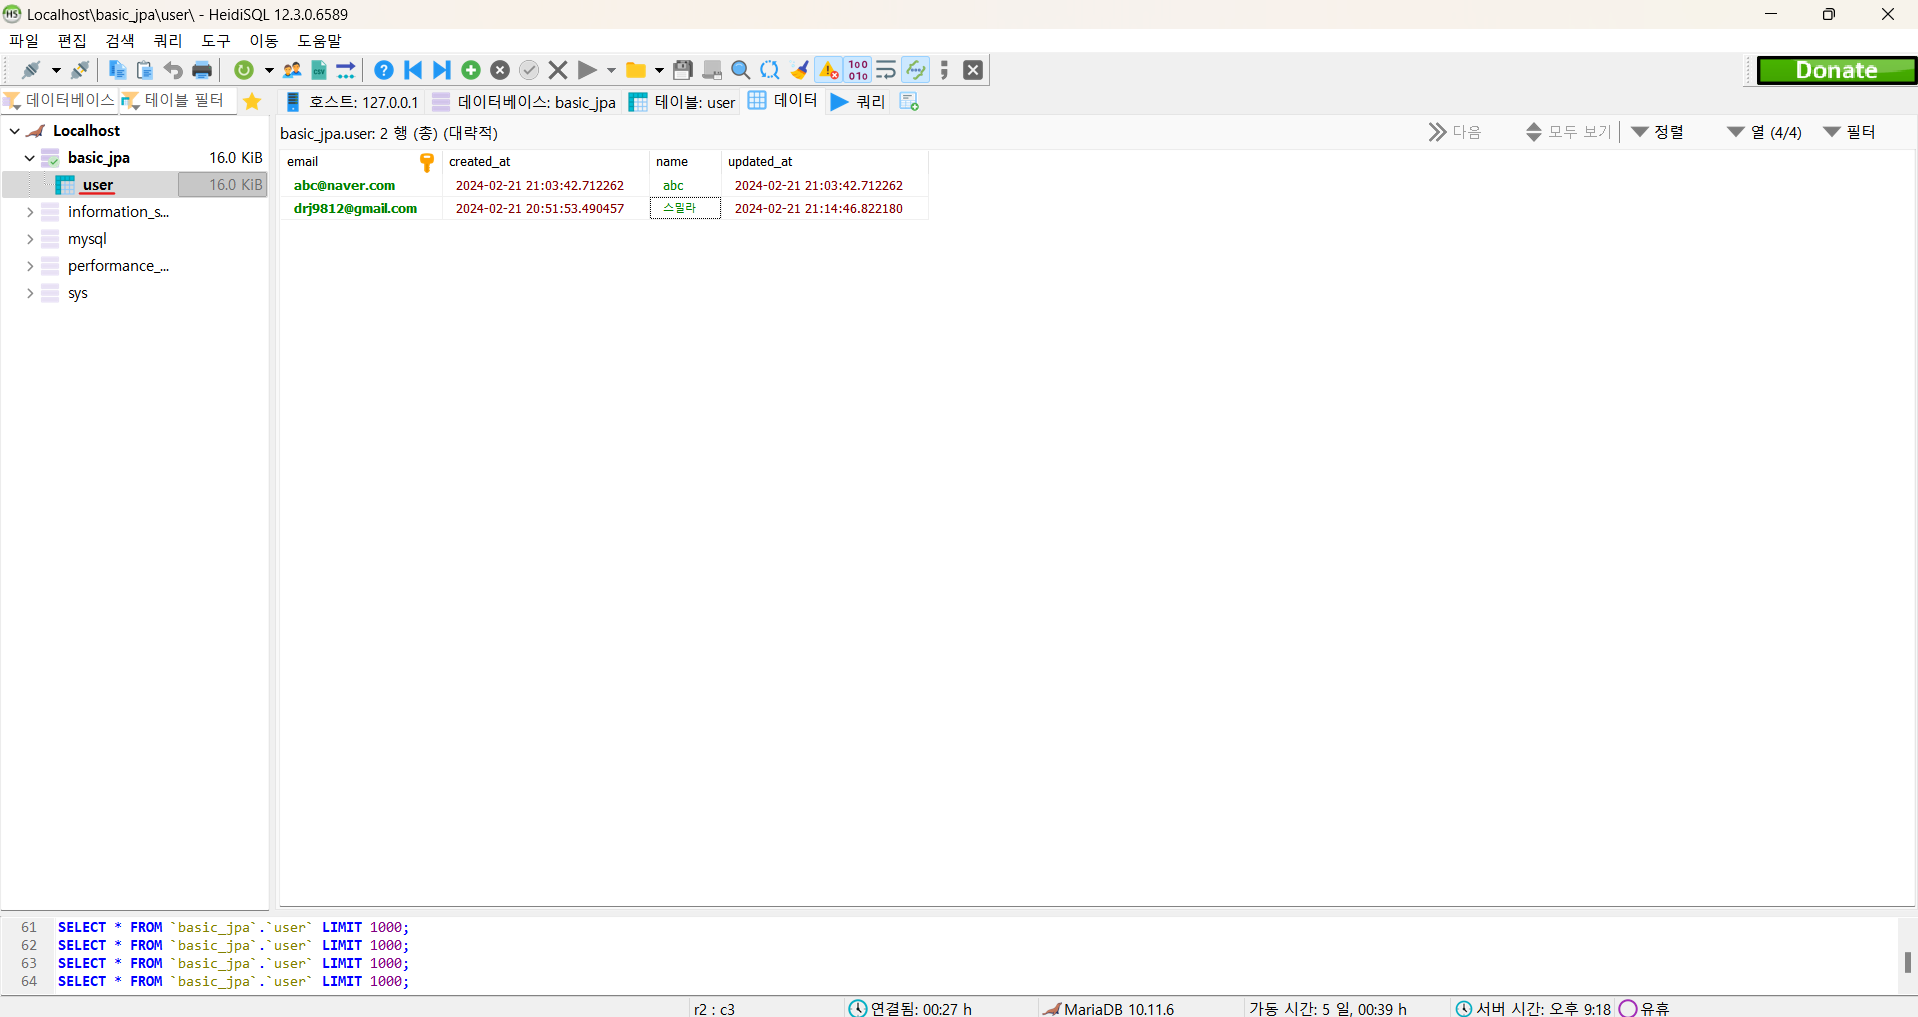 Localhost\basic_jpa\user\ - HeidiSQL 12.3.0.6589
파일 편집 검색 쿼리 도구 이동 도움말
Donate
데이터베이스 테이블 필터 호스트: 127.0.0.1 데이터베이스: basic_jpa 테이블: user 데이터 쿼리
Localhost
basic_jpa 16.0 KiB
user 16.0 KiB
information_s...
mysql
performance_...
sys
basic_jpa.user: 2 행 (총) (대략적) 다음 모두 보기 정렬 열 (4/4) 필터
email created_at name updated_at
abc@naver.com 2024-02-21 21:03:42.712262 abc 2024-02-21 21:03:42.712262
drj9812@gmail.com 2024-02-21 20:51:53.490457 스밀라 2024-02-21 21:14:46.822180
61 SELECT * FROM `basic_jpa`.`user` LIMIT 1000;
62 SELECT * FROM `basic_jpa`.`user` LIMIT 1000;
63 SELECT * FROM `basic_jpa`.`user` LIMIT 1000;
64 SELECT * FROM `basic_jpa`.`user` LIMIT 1000;
r2 : c3 연결됨: 00:27 h MariaDB 10.11.6 가동 시간: 5 일, 00:39 h 서버 시간: 오후 9:18 유휴